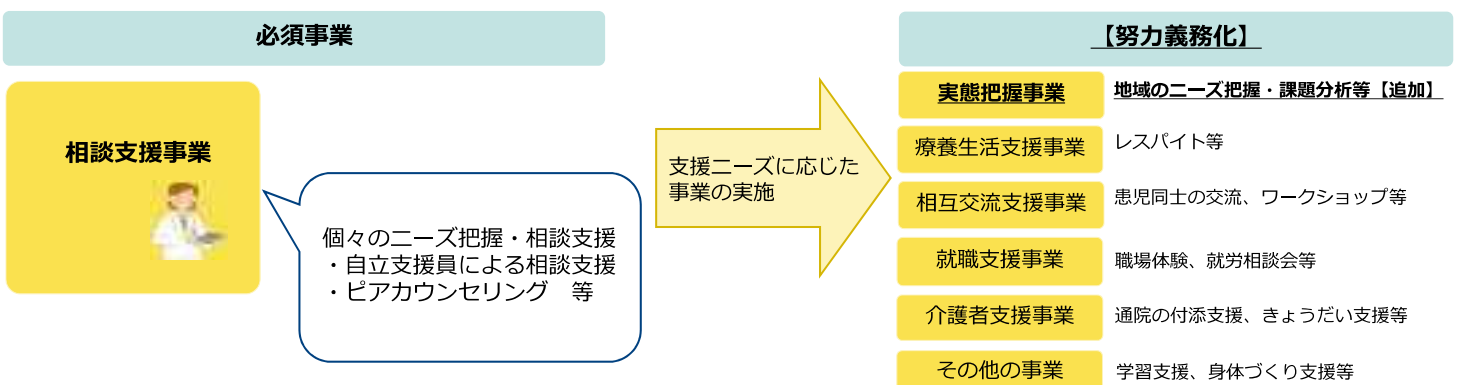 必須事業
相談支援事業
個々のニーズ把握・相談支援
・自立支援員による相談支援
・ピアカウンセリング　等
支援ニーズに応じた
事業の実施
【努力義務化】
実態把握事業
地域のニーズ把握・課題分析等【追加】
療養生活支援事業
レスパイト等
相互交流支援事業
患児同士の交流、ワークショップ等
就職支援事業
職場体験、就労相談会等
介護者支援事業
通院の付添支援、きょうだい支援等
その他の事業
学習支援、身体づくり支援等